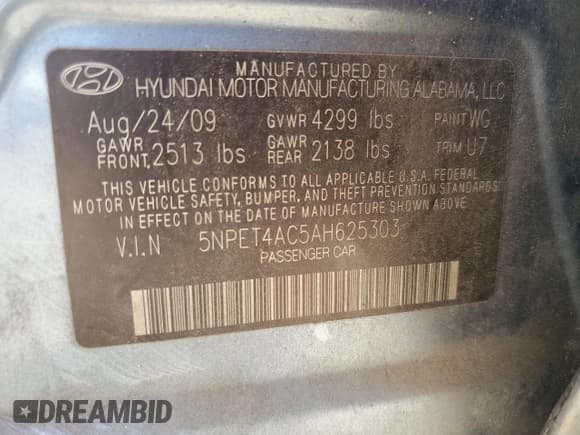 MANUFACTURED BY
HYUNDAI MOTOR MANUFACTURING ALABAMA, LLC
Aug/24/09 GVWR 4299 lbs PAINT WG
GAWR FRONT, 2513 lbs GAWR REAR 2138 lbs TRIM U7
THIS VEHICLE CONFORMS TO ALL APPLICABLE U.S.A. FEDERAL
MOTOR VEHICLE SAFETY, BUMPER, AND THEFT PREVENTION STANDARDS
IN EFFECT ON THE DATE OF MANUFACTURE SHOWN ABOVE.
V.I.N 5NPET4AC5AH625303
PASSENGER CAR
DREAMBID